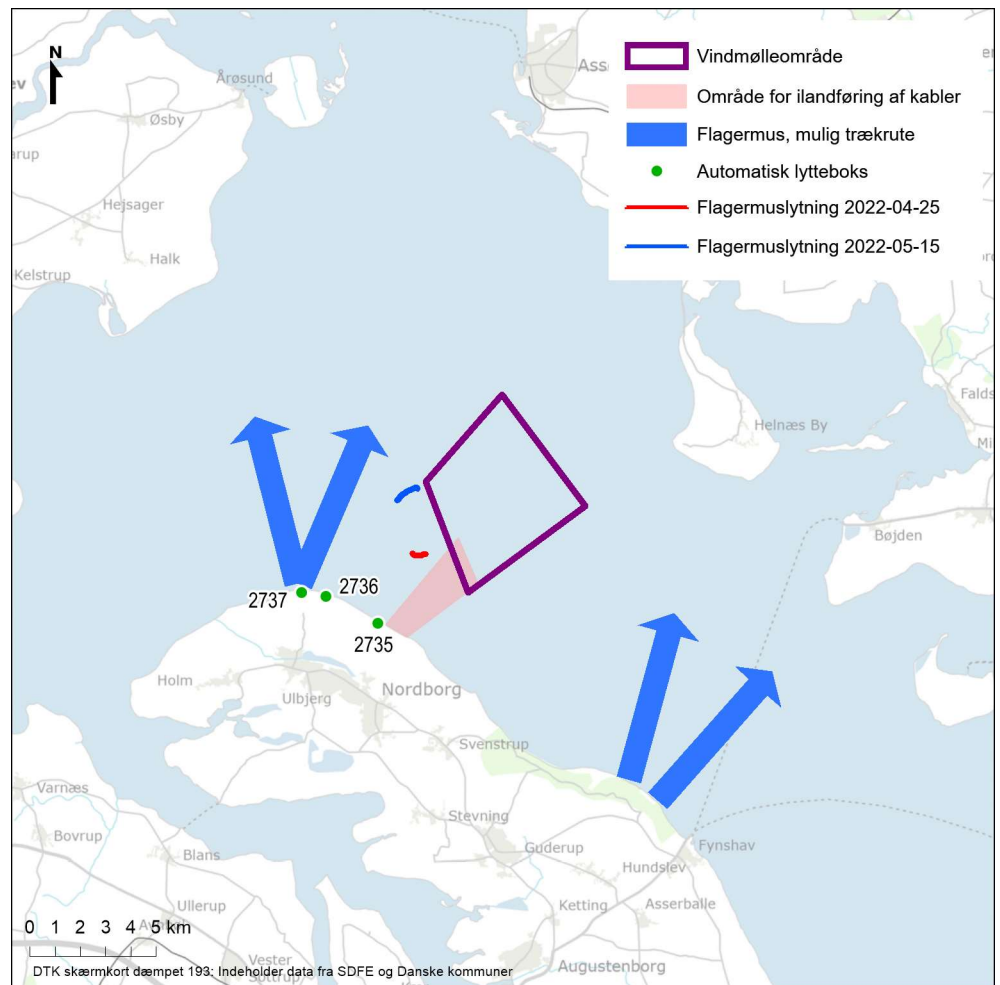 N
Årøsund
Øsby
Hejsager
Halk
Kelstrup
Vindmølleområde
Område for ilandføring af kabler
Flagermus, mulig trækrute
Automatisk lytteboks
Flagermuslytning 2022-04-25
Flagermuslytning 2022-05-15
Helnæs By
Bøjden
2737
2736
2735
Holm
Ulbjerg
Nordborg
Svenstrup
Varnæs
Bovrup
Blans
Stevning
Guderup
Fynshav
Hundslev
Ullerup
Ketting
Asserballe
Vester
Augustenborg
0 1 2 3 4 5 km
DTK skærmkort dæmpet 193: Indeholder data fra SDFE og Danske kommuner